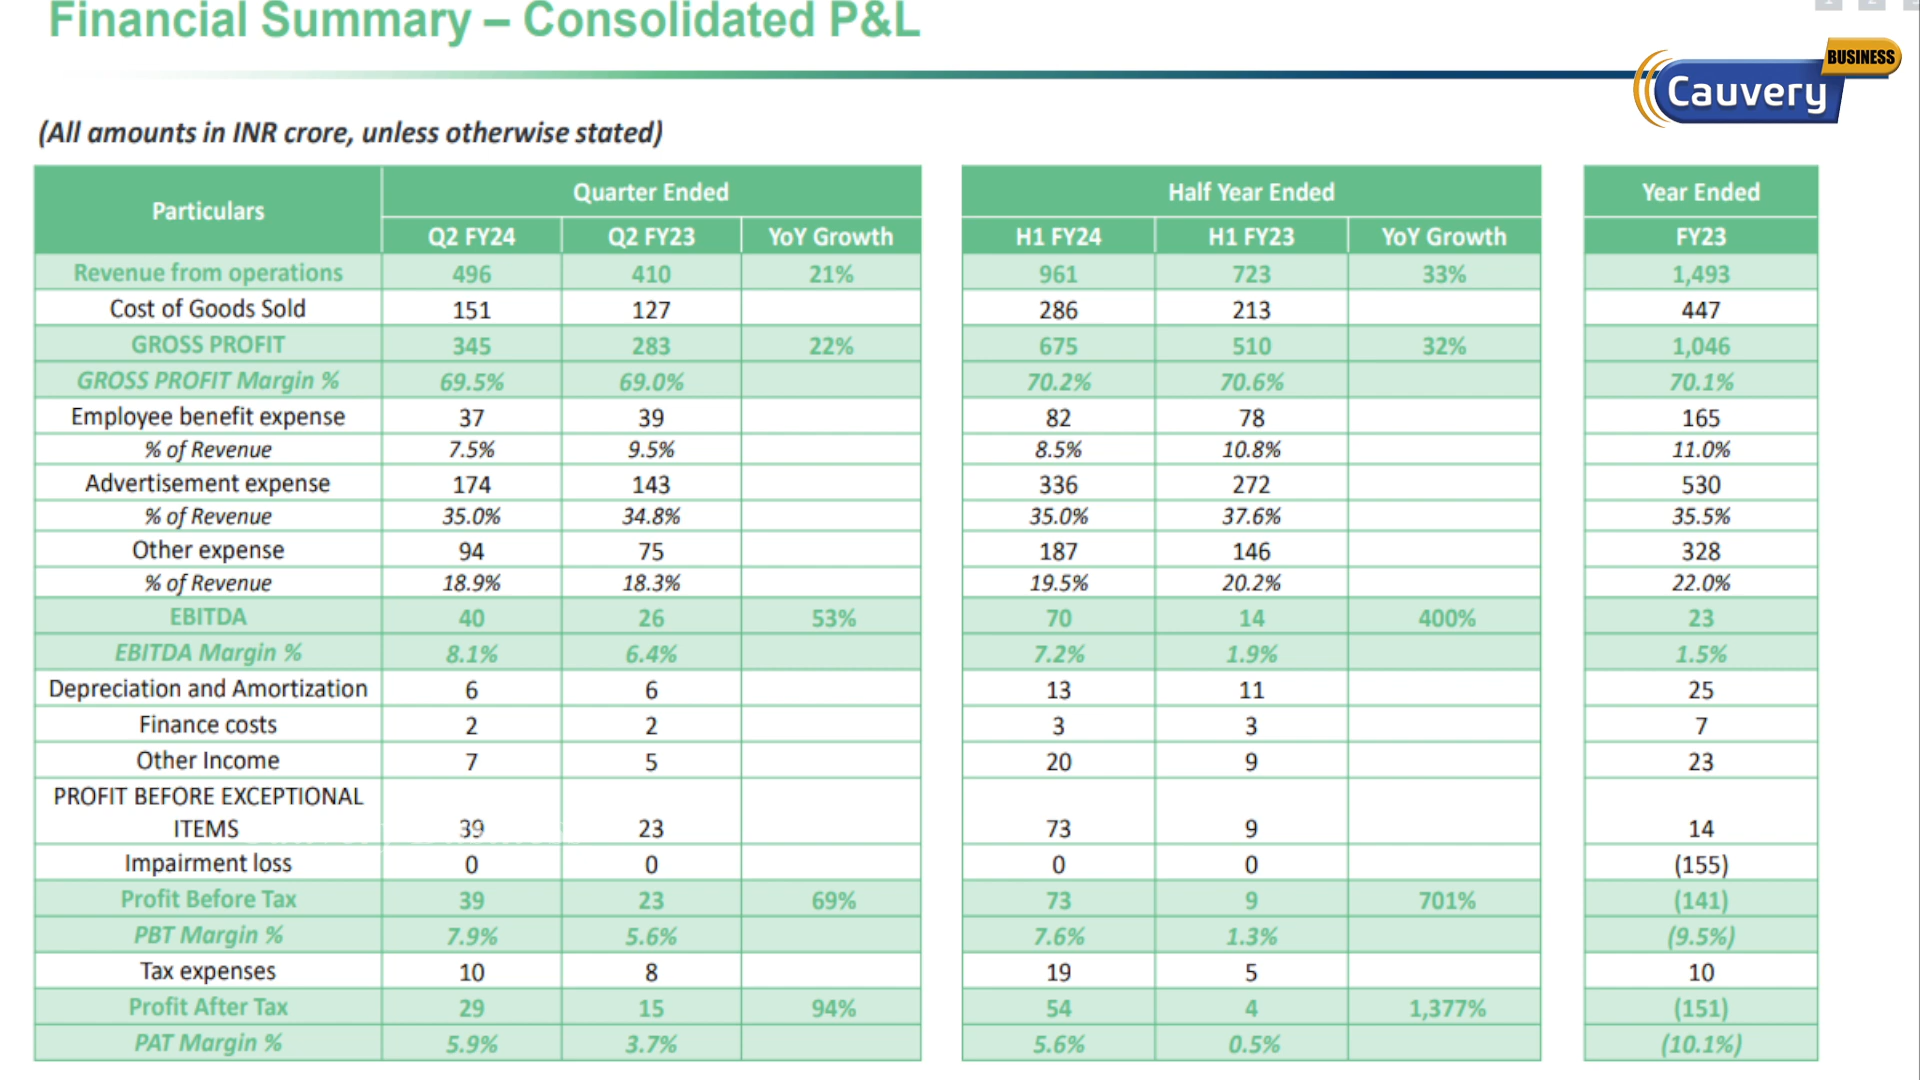 Financial Summary – Consolidated P&L
BUSINESS
Cauvery
(All amounts in INR crore, unless otherwise stated)
Particulars Quarter Ended Half Year Ended Year Ended
Q2 FY24 Q2 FY23 YoY Growth H1 FY24 H1 FY23 YoY Growth FY23
Revenue from operations 496 410 21% 961 723 33% 1,493
Cost of Goods Sold 151 127 286 213 447
GROSS PROFIT 345 283 22% 675 510 32% 1,046
GROSS PROFIT Margin % 69.5% 69.0% 70.2% 70.6% 70.1%
Employee benefit expense 37 39 82 78 165
% of Revenue 7.5% 9.5% 8.5% 10.8% 11.0%
Advertisement expense 174 143 336 272 530
% of Revenue 35.0% 34.8% 35.0% 37.6% 35.5%
Other expense 94 75 187 146 328
% of Revenue 18.9% 18.3% 19.5% 20.2% 22.0%
EBITDA 40 26 53% 70 14 400% 23
EBITDA Margin % 8.1% 6.4% 7.2% 1.9% 1.5%
Depreciation and Amortization 6 6 13 11 25
Finance costs 2 2 3 3 7
Other Income 7 5 20 9 23
PROFIT BEFORE EXCEPTIONAL
ITEMS 39 23 73 9 14
Impairment loss 0 0 0 0 (155)
Profit Before Tax 39 23 69% 73 9 701% (141)
PBT Margin % 7.9% 5.6% 7.6% 1.3% (9.5%)
Tax expenses 10 8 19 5 10
Profit After Tax 29 15 94% 54 4 1,377% (151)
PAT Margin % 5.9% 3.7% 5.6% 0.5% (10.1%)